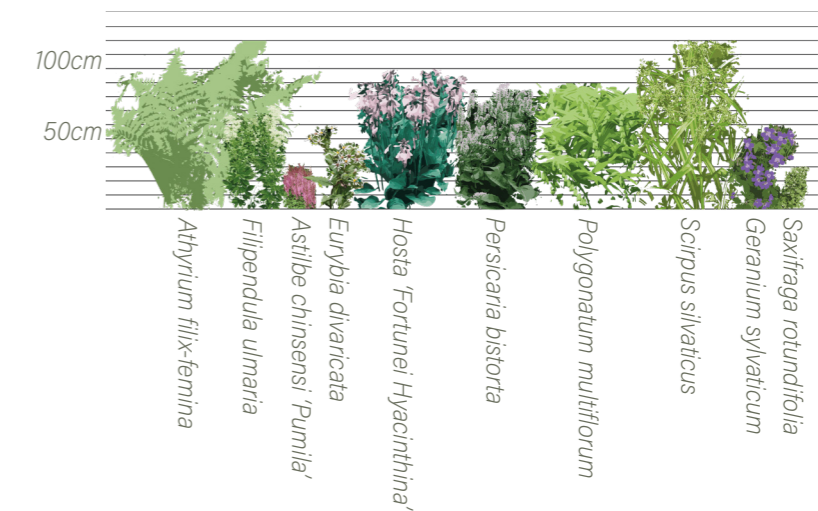 100cm
50cm
Athyrium filix-femina
Filipendula ulmaria
Astilbe chinsensi 'Pumila'
Eurybia divaricata
Hosta 'Fortunei Hyacinthina'
Persicaria bistorta
Polygonatum multiflorum
Scirpus silvaticus
Geranium sylvaticum
Saxifraga rotundifolia